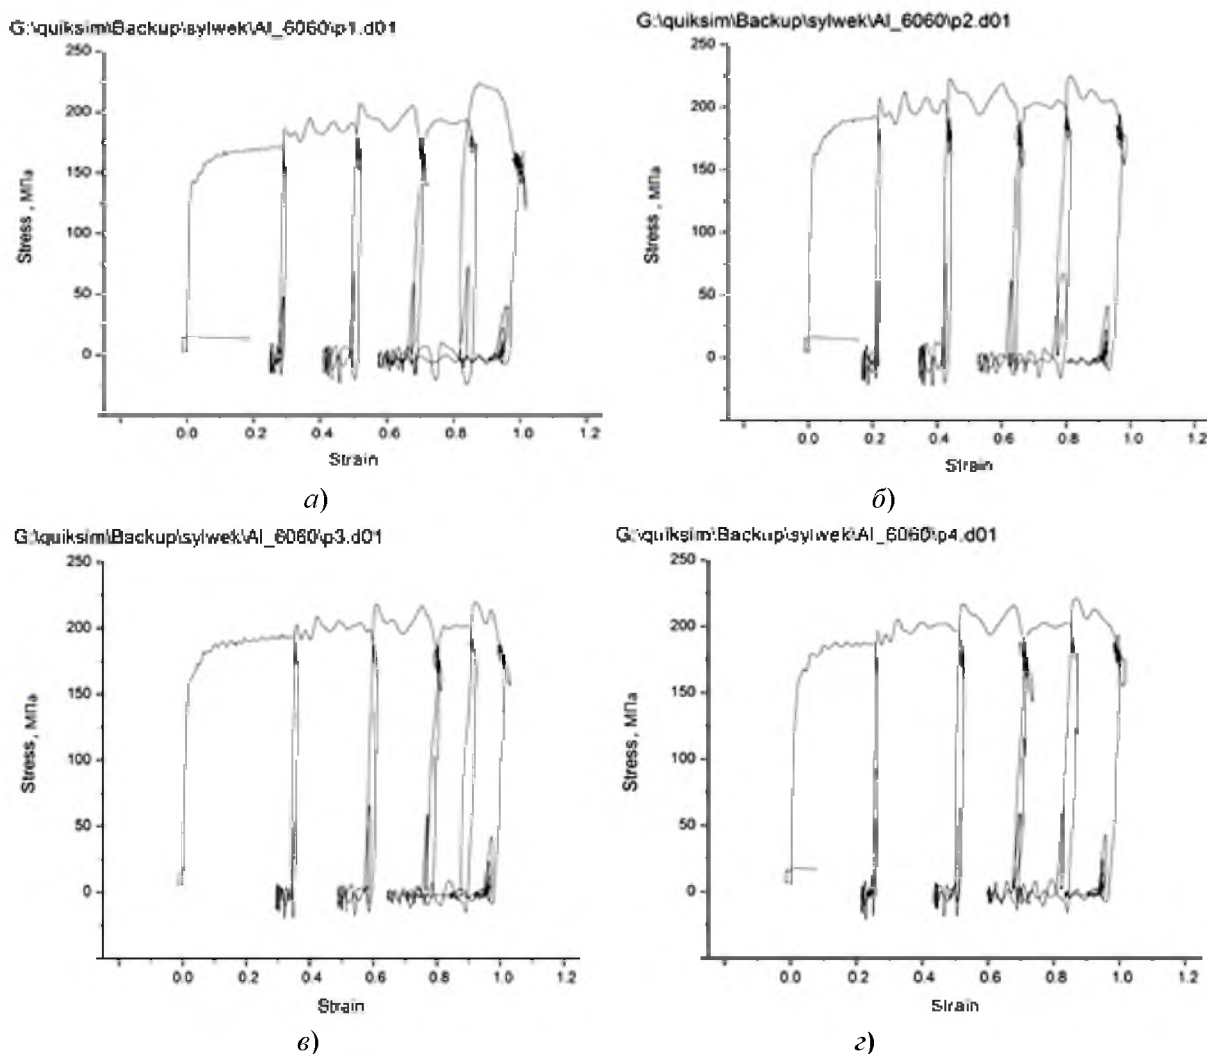 G:\quiksim\Backup\sylwek\Al_6060\p1.d01
250
200
150
100
50
0
Stress, МПа
0.0 0.2 0.4 0.6 0.8 1.0 1.2
Strain
а)
G:\quiksim\Backup\sylwek\Al_6060\p2.d01
250
200
150
100
50
0
Stress, МПа
0.0 0.2 0.4 0.6 0.8 1.0 1.2
Strain
б)
G:\quiksim\Backup\sylwek\Al_6060\p3.d01
250
200
150
100
50
0
Stress, МПа
0.0 0.2 0.4 0.6 0.8 1.0 1.2
Strain
в)
G:\quiksim\Backup\sylwek\Al_6060\p4.d01
250
200
150
100
50
0
Stress, МПа
0.0 0.2 0.4 0.6 0.8 1.0 1.2
Strain
г)